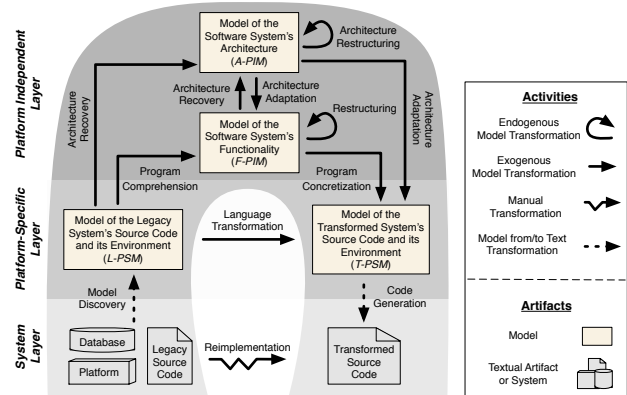 Platform Independent
Layer
Model of the
Software System's
Architecture
(A-PIM)
Architecture
Restructuring
Architecture
Recovery
Architecture
Recovery
Architecture
Adaptation
Architecture
Adaptation
Restructuring
Model of the
Software System's
Functionality
(F-PIM)
Program
Comprehension
Program
Concretization
Platform-Specific
Layer
Model of the Legacy
System's Source Code
and its Environment
(L-PSM)
Language
Transformation
Model of the
Transformed System's
Source Code and its
Environment
(T-PSM)
Model
Discovery
Code
Generation
System
Layer
Database
Platform
Legacy
Source
Code
Reimplementation
Transformed
Source
Code
Activities
Endogenous
Model Transformation
Exogenous
Model Transformation
Manual
Transformation
Model from/to Text
Transformation
Artifacts
Model
Textual Artifact
or System